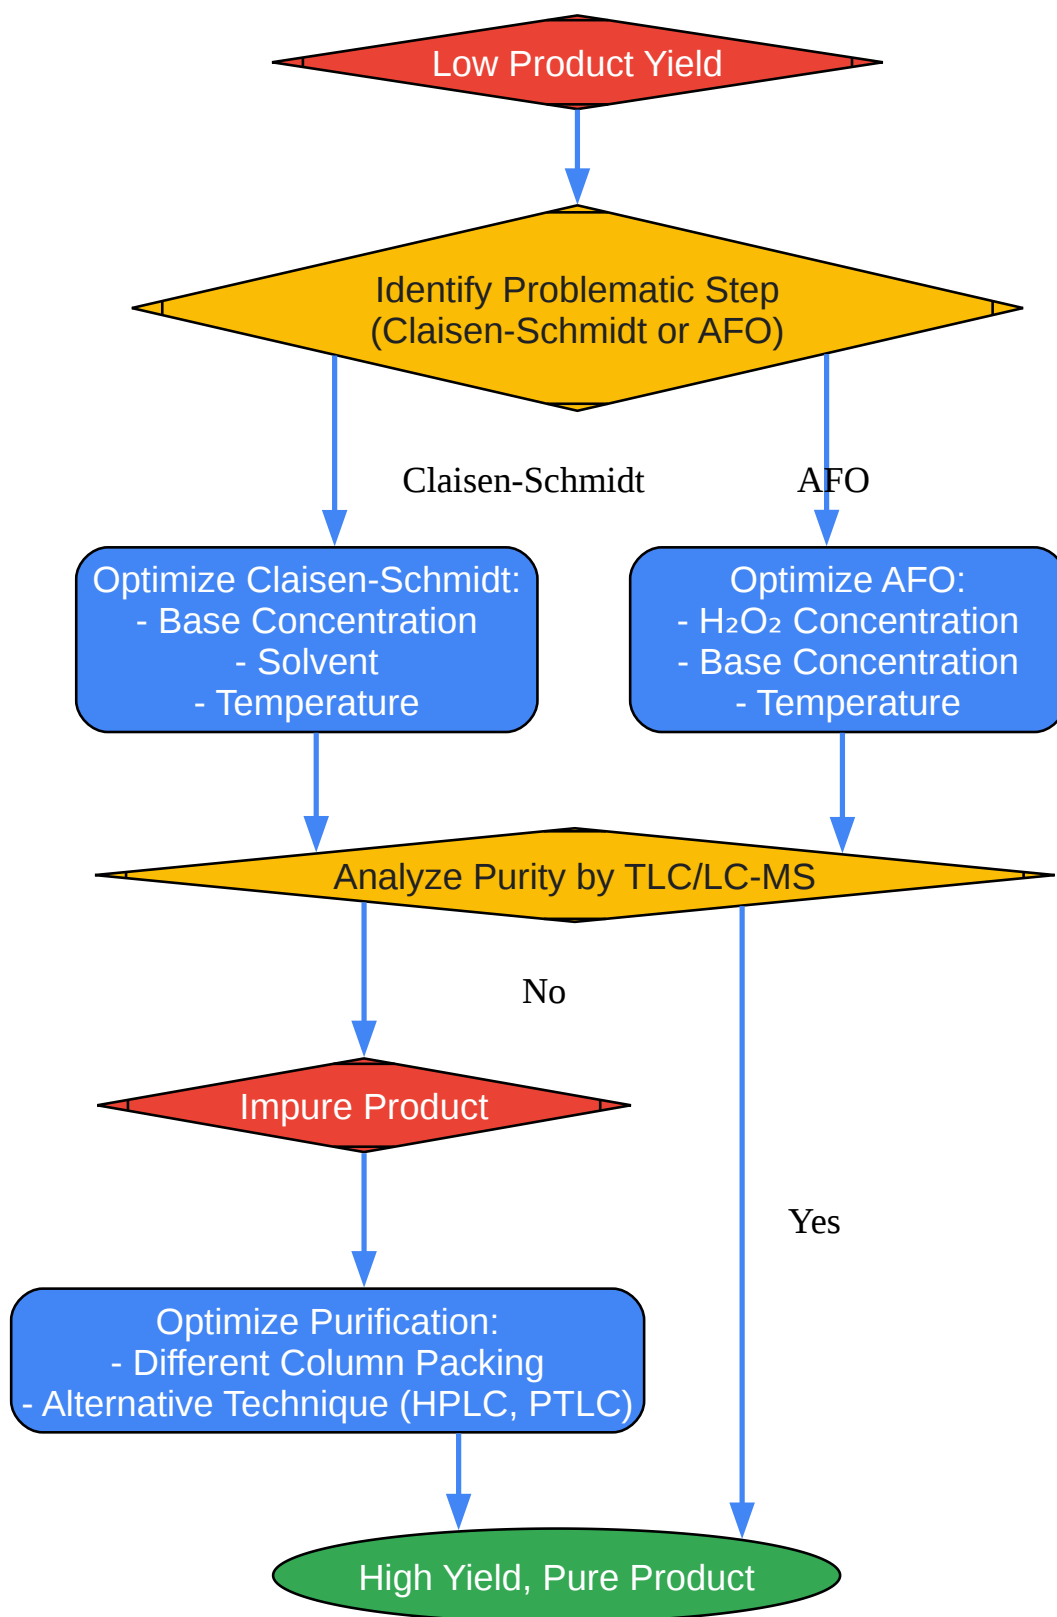 Low Product Yield
Identify Problematic Step
(Claisen-Schmidt or AFO)
Claisen-Schmidt
AFO
Optimize Claisen-Schmidt:
- Base Concentration
- Solvent
- Temperature
Optimize AFO:
- H₂O₂ Concentration
- Base Concentration
- Temperature
Analyze Purity by TLC/LC-MS
No
Impure Product
Yes
Optimize Purification:
- Different Column Packing
- Alternative Technique (HPLC, PTLC)
High Yield, Pure Product